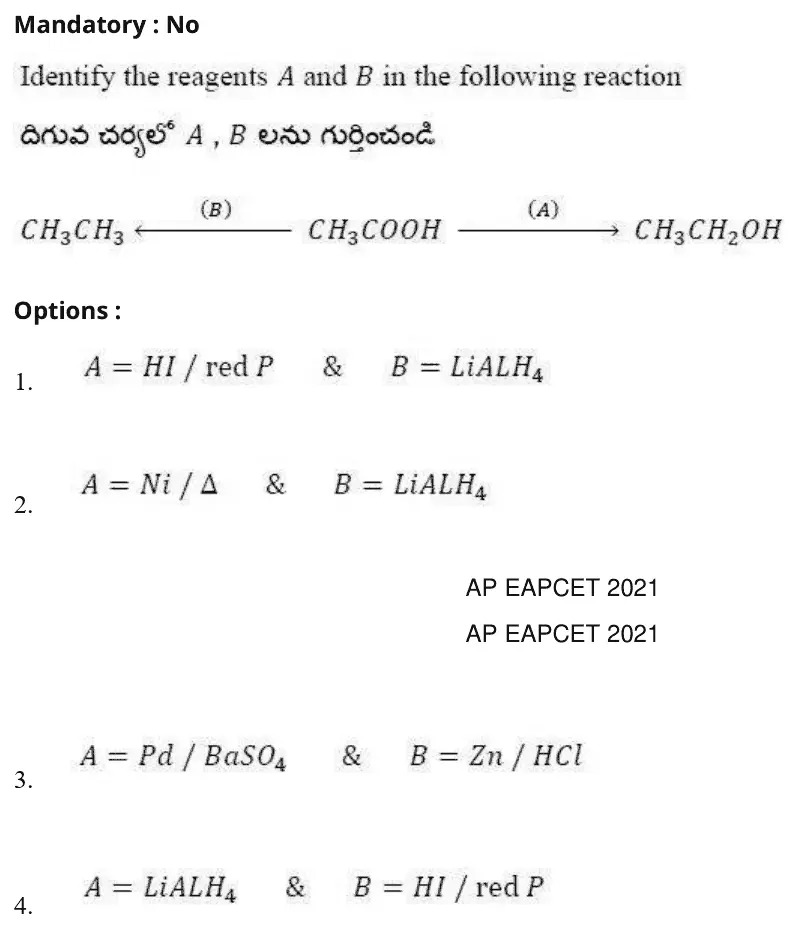 Mandatory : No
Identify the reagents A and B in the following reaction
దిగువ చర్యలో A , B లను గుర్తించండి
CH₃CH₃ ←(B) CH₃COOH (A)→ CH₃CH₂OH
Options :
1. A = HI / red P & B = LiALH₄
2. A = Ni / Δ & B = LiALH₄
AP EAPCET 2021
AP EAPCET 2021
3. A = Pd / BaSO₄ & B = Zn / HCl
4. A = LiALH₄ & B = HI / red P